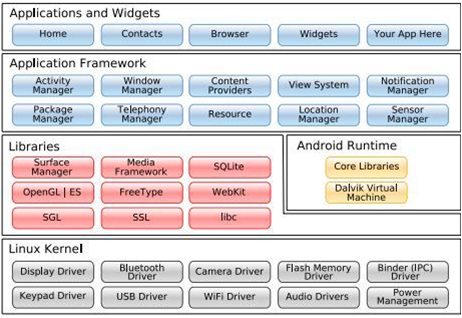 Applications and Widgets
Home Contacts Browser Widgets Your App Here
Application Framework
Activity Manager Window Manager Content Providers View System Notification Manager
Package Manager Telephony Manager Resource Location Manager Sensor Manager
Libraries
Surface Manager Media Framework SQLite
OpenGL | ES FreeType WebKit
SGL SSL libc
Android Runtime
Core Libraries
Dalvik Virtual Machine
Linux Kernel
Display Driver Bluetooth Driver Camera Driver Flash Memory Driver Binder (IPC) Driver
Keypad Driver USB Driver WiFi Driver Audio Drivers Power Management